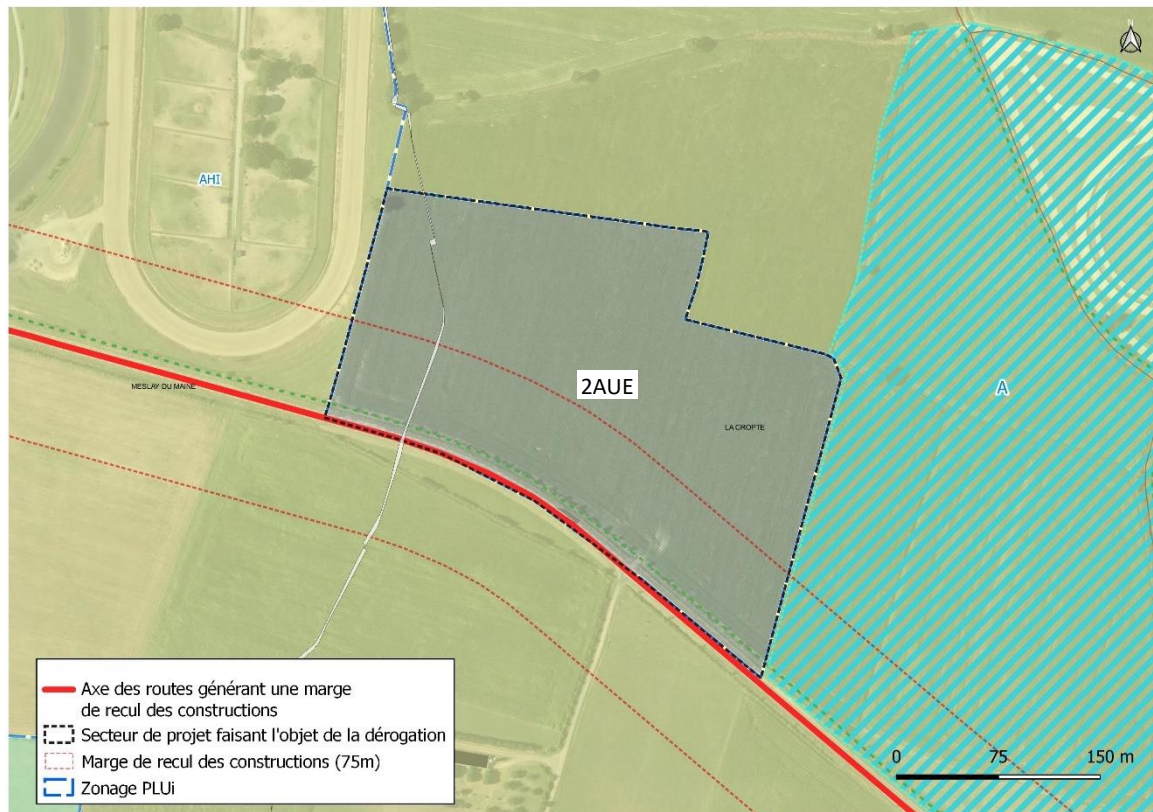 N
AHI
MESLAY DU MAINE
2AUE
LA CROPTE
A
Axe des routes générant une marge
de recul des constructions
Secteur de projet faisant l'objet de la dérogation
Marge de recul des constructions (75m)
Zonage PLUi
0 75 150 m